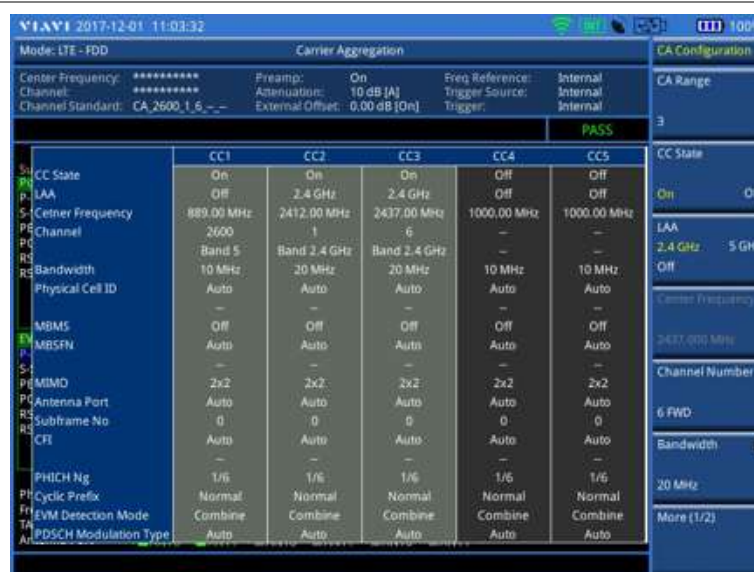 VIAVI 2017-12-01 11:03:32
100
Mode: LTE - FDD
Carrier Aggregation
CA Configuration
Center Frequency: **********
Preamp: On
Freq Reference: Internal
Channel: **********
Attenuation: 10 dB [A]
Trigger Source: Internal
Channel Standard: CA_2600_1_6_–_–
External Offset: 0.00 dB [On]
Trigger: Internal
PASS
CC1 CC2 CC3 CC4 CC5
CC State On On On Off Off
LAA Off 2.4 GHz 2.4 GHz Off Off
Cetner Frequency 889.00 MHz 2412.00 MHz 2437.00 MHz 1000.00 MHz 1000.00 MHz
Channel 2600 1 6 -- --
Band 5 Band 2.4 GHz Band 2.4 GHz -- --
Bandwidth 10 MHz 20 MHz 20 MHz 10 MHz 10 MHz
Physical Cell ID Auto Auto Auto Auto Auto
-- -- -- -- --
MBMS Off Off Off Off Off
MBSFN Auto Auto Auto Auto Auto
-- -- -- -- --
MIMO 2x2 2x2 2x2 2x2 2x2
Antenna Port Auto Auto Auto Auto Auto
Subframe No 0 0 0 0 0
CFI Auto Auto Auto Auto Auto
-- -- -- -- --
PHICH Ng 1/6 1/6 1/6 1/6 1/6
Cyclic Prefix Normal Normal Normal Normal Normal
EVM Detection Mode Combine Combine Combine Combine Combine
PDSCH Modulation Type Auto Auto Auto Auto Auto
CA Range
3
CC State
On O
LAA
2.4 GHz 5 GH
Off
Center Frequency
2437.000 MHz
Channel Number
6 FWD
Bandwidth
20 MHz
More (1/2)